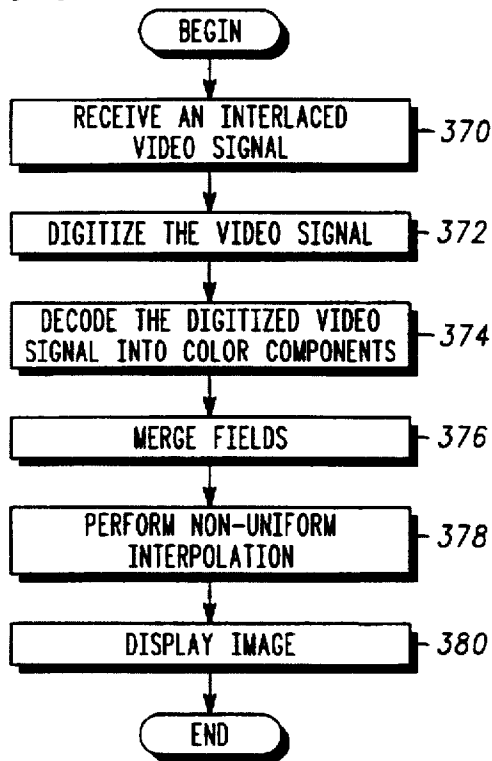 BEGIN
RECEIVE AN INTERLACED
VIDEO SIGNAL
370
DIGITIZE THE VIDEO SIGNAL
372
DECODE THE DIGITIZED VIDEO
SIGNAL INTO COLOR COMPONENTS
374
MERGE FIELDS
376
PERFORM NON-UNIFORM
INTERPOLATION
378
DISPLAY IMAGE
380
END